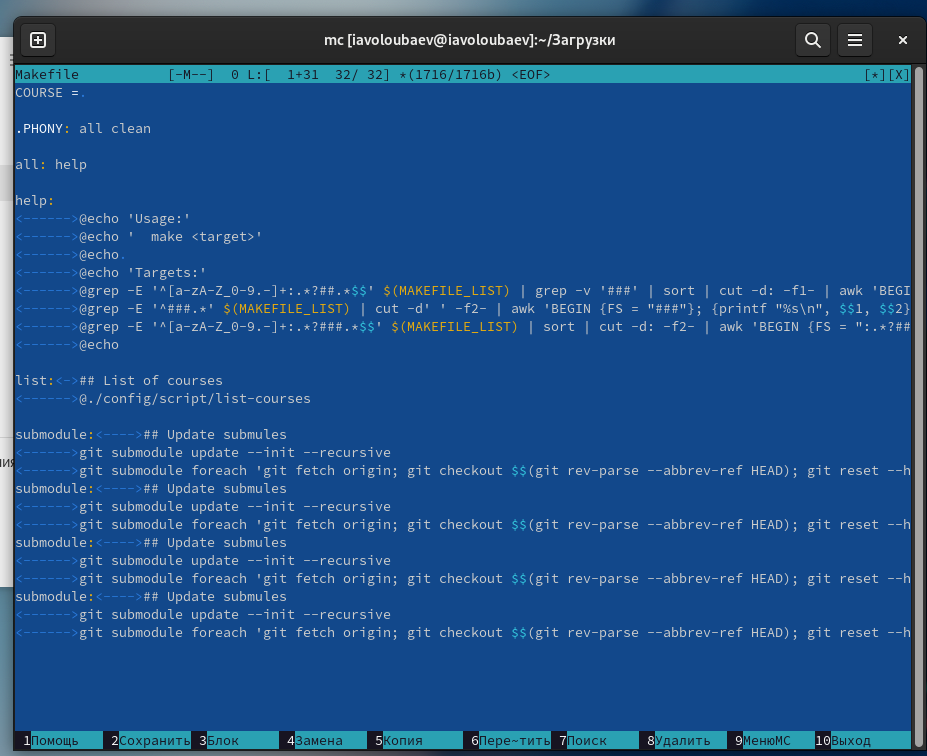 mc [iavoloubaev@iavoloubaev]:~/Загрузки
Makefile [-M--] 0 L:[ 1+31 32/ 32] *(1716/1716b) <EOF> [*][X]
COURSE =.
.PHONY: all clean
all: help
help:
<------>@echo 'Usage:'
<------>@echo '  make <target>'
<------>@echo.
<------>@echo 'Targets:'
<------>@grep -E '^[a-zA-Z_0-9.-]+:.*?##.*$$' $(MAKEFILE_LIST) | grep -v '###' | sort | cut -d: -f1- | awk 'BEGI
<------>@grep -E '^###.*' $(MAKEFILE_LIST) | cut -d' ' -f2- | awk 'BEGIN {FS = "###"}; {printf "%s\n", $$1, $$2}
<------>@grep -E '^[a-zA-Z_0-9.-]+:.*?###.*$$' $(MAKEFILE_LIST) | sort | cut -d: -f2- | awk 'BEGIN {FS = ":.*?##
<------>@echo
list:<->## List of courses
<------>@./config/script/list-courses
submodule:<---->## Update submules
<------>git submodule update --init --recursive
<------>git submodule foreach 'git fetch origin; git checkout $$(git rev-parse --abbrev-ref HEAD); git reset --h
submodule:<---->## Update submules
<------>git submodule update --init --recursive
<------>git submodule foreach 'git fetch origin; git checkout $$(git rev-parse --abbrev-ref HEAD); git reset --h
submodule:<---->## Update submules
<------>git submodule update --init --recursive
<------>git submodule foreach 'git fetch origin; git checkout $$(git rev-parse --abbrev-ref HEAD); git reset --h
submodule:<---->## Update submules
<------>git submodule update --init --recursive
<------>git submodule foreach 'git fetch origin; git checkout $$(git rev-parse --abbrev-ref HEAD); git reset --h
1Помощь 2Сохранить 3Блок 4Замена 5Копия 6Пере~тить 7Поиск 8Удалить 9МенюMC 10Выход